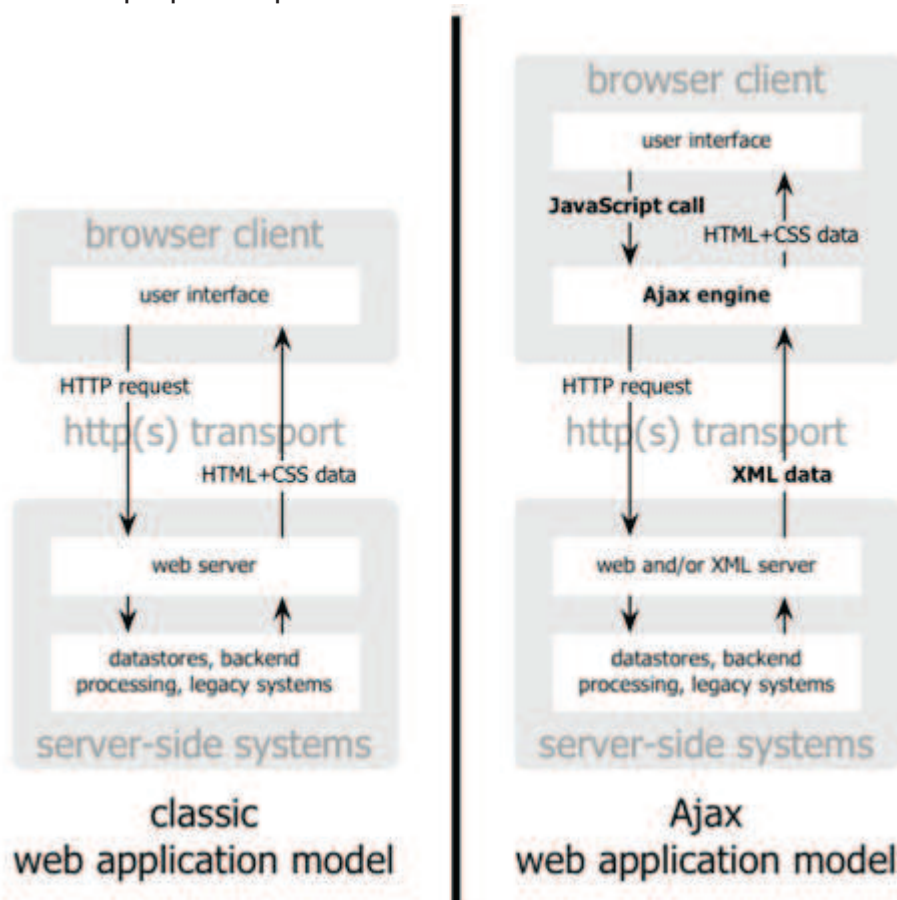 browser client
user interface
HTTP request
http(s) transport
HTML+CSS data
web server
datastores, backend
processing, legacy systems
server-side systems
classic
web application model
browser client
user interface
JavaScript call
HTML+CSS data
Ajax engine
HTTP request
http(s) transport
XML data
web and/or XML server
datastores, backend
processing, legacy systems
server-side systems
Ajax
web application model